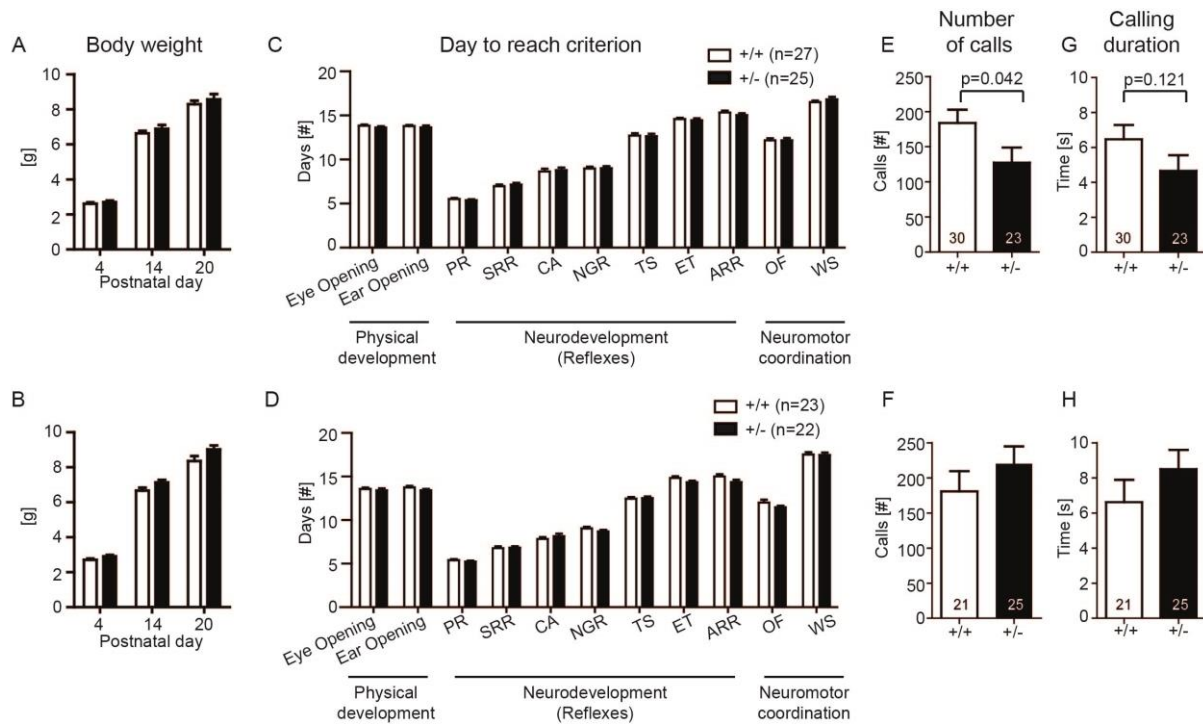 A
Body weight
[g]
10
8
6
4
2
0
4
14
20
Postnatal day
C
Day to reach criterion
+/+ (n=27)
+/- (n=25)
Days [#]
20
15
10
5
0
Eye Opening
Ear Opening
PR
SRR
CA
NGR
TS
ET
ARR
OF
WS
Physical
development
Neurodevelopment
(Reflexes)
Neuromotor
coordination
E
Number
of calls
p=0.042
Calls [#]
250
200
150
100
50
0
30
23
+/+
+/-
G
Calling
duration
p=0.121
Time [s]
10
8
6
4
2
0
30
23
+/+
+/-
B
[g]
10
8
6
4
2
0
4
14
20
Postnatal day
D
+/+ (n=23)
+/- (n=22)
Days [#]
20
15
10
5
0
Eye Opening
Ear Opening
PR
SRR
CA
NGR
TS
ET
ARR
OF
WS
Physical
development
Neurodevelopment
(Reflexes)
Neuromotor
coordination
F
Calls [#]
250
200
150
100
50
0
21
25
+/+
+/-
H
Time [s]
10
8
6
4
2
0
21
25
+/+
+/-